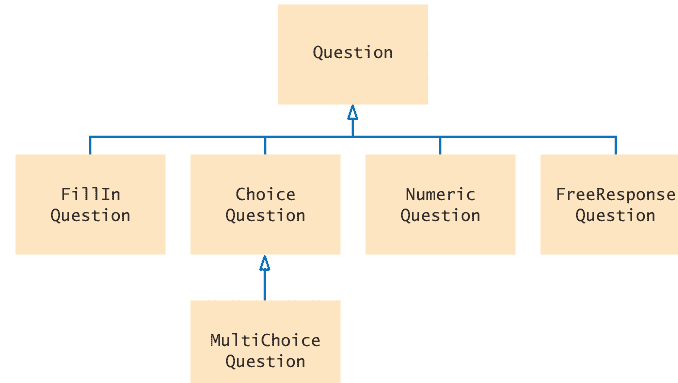 Question
FillIn
Question
Choice
Question
Numeric
Question
FreeResponse
Question
MultiChoice
Question